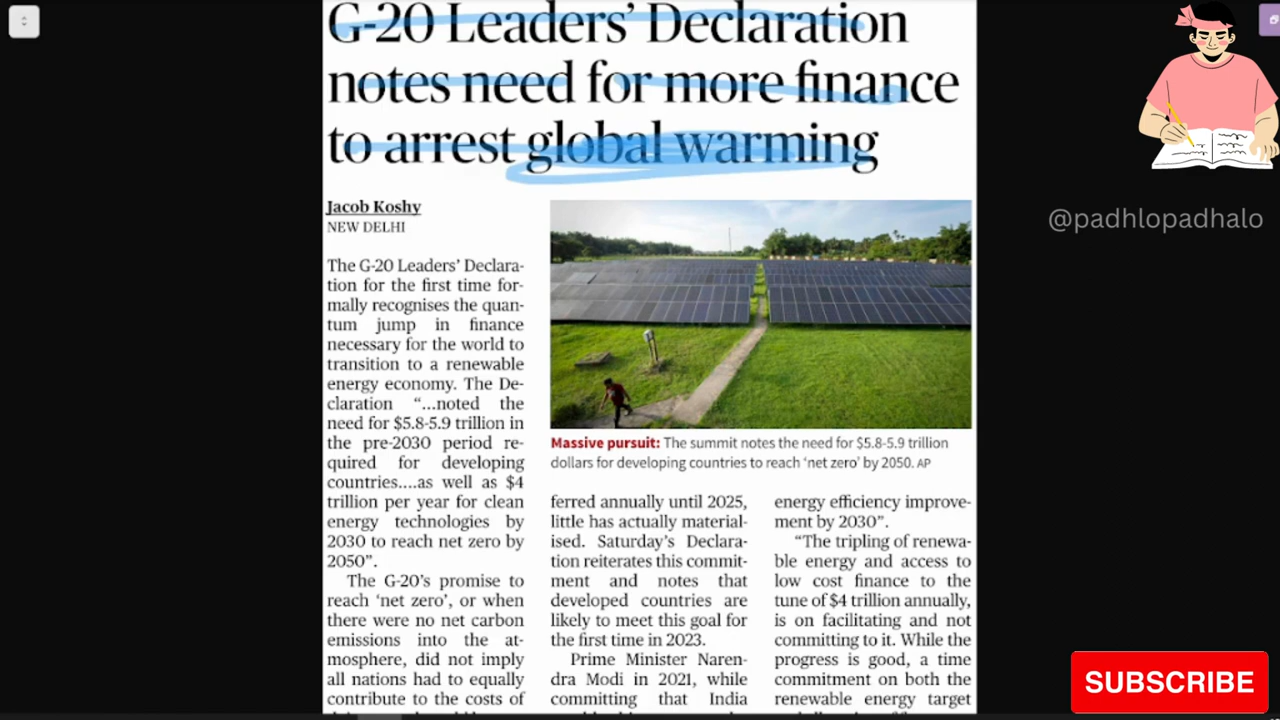 G-20 Leaders' Declaration
notes need for more finance
to arrest global warming
Jacob Koshy
NEW DELHI
The G-20 Leaders' Declara-
tion for the first time for-
mally recognises the quan-
tum jump in finance
necessary for the world to
transition to a renewable
energy economy. The De-
claration "...noted the
need for $5.8-5.9 trillion in
the pre-2030 period re-
quired for developing
countries....as well as $4
trillion per year for clean
energy technologies by
2030 to reach net zero by
2050".
The G-20's promise to
reach 'net zero', or when
there were no net carbon
emissions into the at-
mosphere, did not imply
all nations had to equally
contribute to the costs of
Massive pursuit: The summit notes the need for $5.8-5.9 trillion
dollars for developing countries to reach 'net zero' by 2050. AP
ferred annually until 2025,
little has actually material-
ised. Saturday's Declara-
tion reiterates this commit-
ment and notes that
developed countries are
likely to meet this goal for
the first time in 2023.
Prime Minister Naren-
dra Modi in 2021, while
committing that India
energy efficiency improve-
ment by 2030".
"The tripling of renewa-
ble energy and access to
low cost finance to the
tune of $4 trillion annually,
is on facilitating and not
committing to it. While the
progress is good, a time
commitment on both the
renewable energy target
@padhlopadhalo
SUBSCRIBE